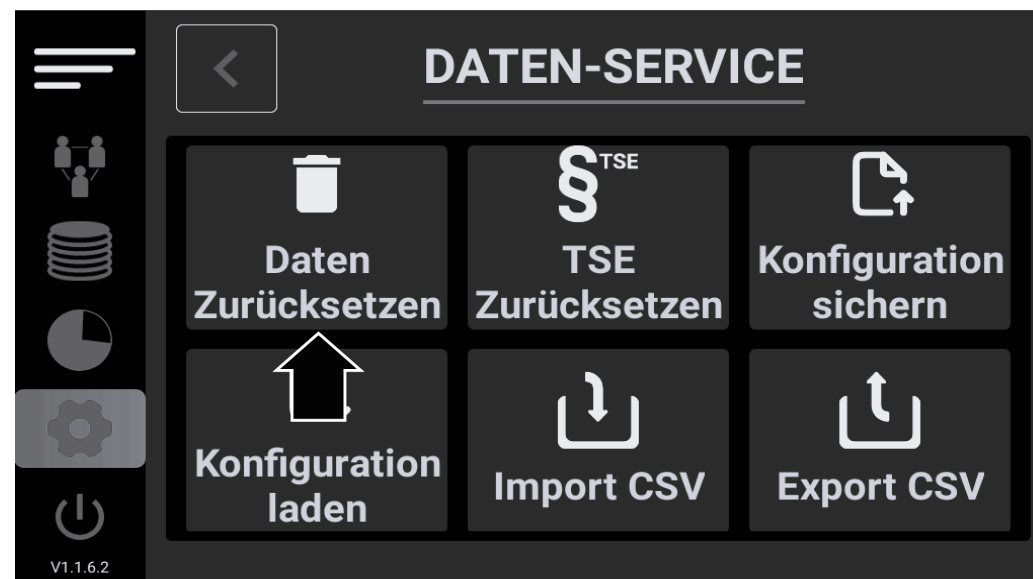 DATEN-SERVICE
Daten
Zurücksetzen
§TSE
TSE
Zurücksetzen
Konfiguration
sichern
Konfiguration
laden
Import CSV
Export CSV
V1.1.6.2